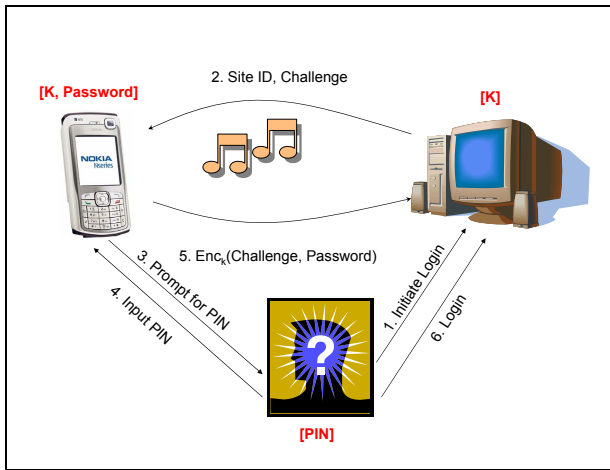 2. Site ID, Challenge
[K, Password]
[K]
NOKIA
Nseries
5. Enck(Challenge, Password)
3. Prompt for PIN
4. Input PIN
1. Initiate Login
6. Login
?
[PIN]